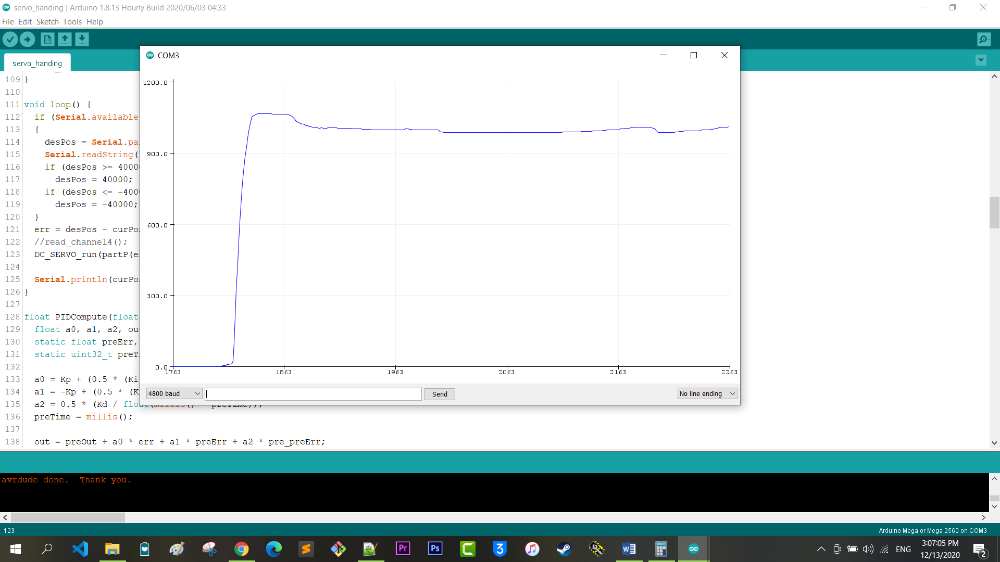 servo_handing | Arduino 1.8.13 Hourly Build 2020/06/03 04:33
File Edit Sketch Tools Help
servo_handing
109 }
110
111 void loop() {
112 if (Serial.available
113 {
114 desPos = Serial.pa
115 Serial.readString(
116 if (desPos >= 4000
117 desPos = 40000;
118 if (desPos <= -400
119 desPos = -40000;
120 }
121 err = desPos - curPo
122 //read_channel4();
123 DC_SERVO_run(partP(e
124
125 Serial.println(curPo
126 }
127
128 float PIDCompute(float
129 float a0, a1, a2, ou
130 static float preErr,
131 static uint32_t preT
132
133 a0 = Kp + (0.5 * (Ki
134 a1 = -Kp + (0.5 * (K
135 a2 = 0.5 * (Kd / float(millis() - preTime));
136 preTime = millis();
137
138 out = preOut + a0 * err + a1 * preErr + a2 * pre_preErr;
COM3
1200.0
900.0
600.0
300.0
0.0
1763 1863 1963 2063 2163 2263
4800 baud
Send
No line ending
avrdude done. Thank you.
123
Arduino Mega or Mega 2560 on COM3
Pr
Ps
C
3
W
ENG
3:07:05 PM
12/13/2020
2